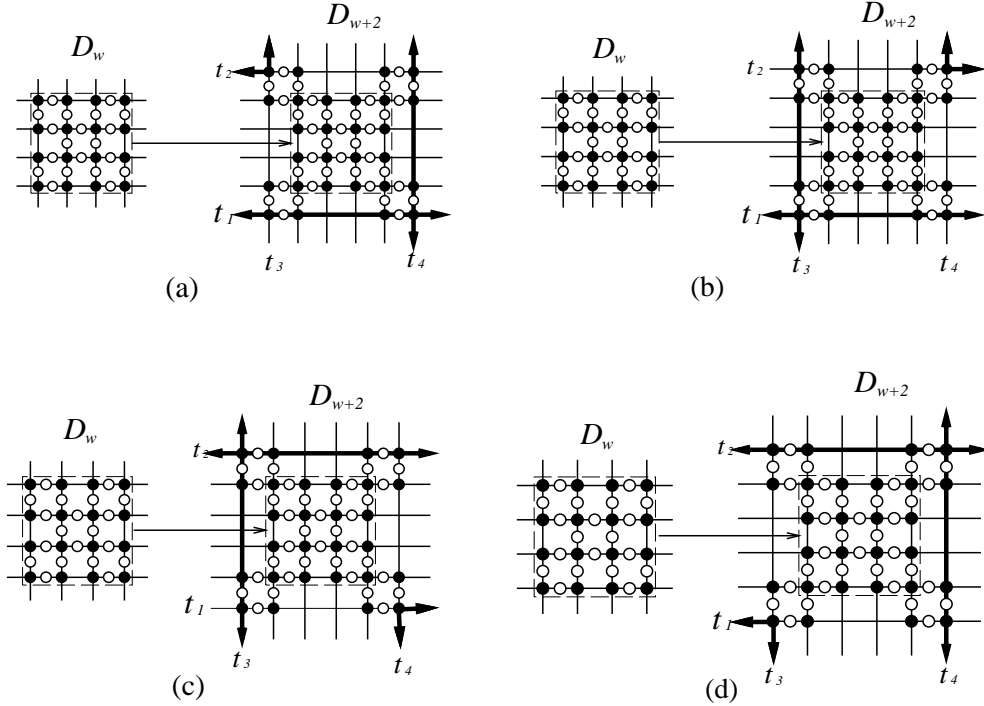 D_{w+2}
D_w
t_2
t_1
t_3
t_4
(a)
D_{w+2}
D_w
t_2
t_1
t_3
t_4
(b)
D_{w+2}
D_w
t_2
t_1
t_3
t_4
(c)
D_{w+2}
D_w
t_2
t_1
t_3
t_4
(d)